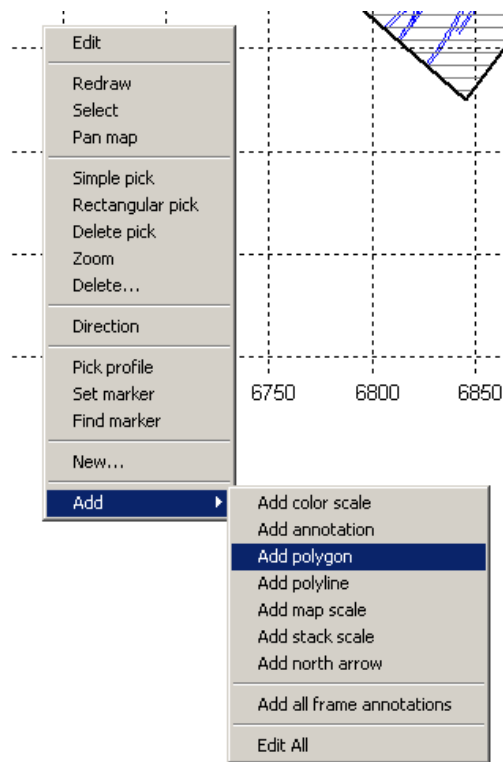 Edit
Redraw
Select
Pan map
Simple pick
Rectangular pick
Delete pick
Zoom
Delete...
Direction
Pick profile
Set marker
Find marker
New...
Add
6750 6800 6850
Add color scale
Add annotation
Add polygon
Add polyline
Add map scale
Add stack scale
Add north arrow
Add all frame annotations
Edit All